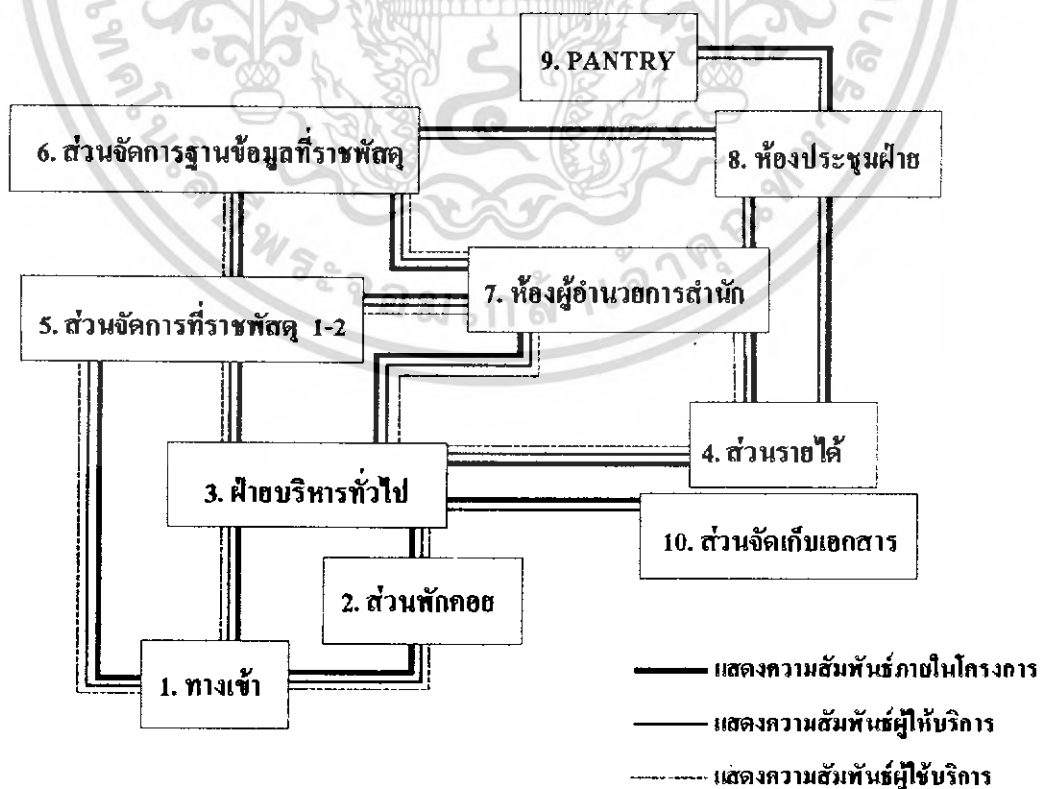 9. PANTRY
6. ส่วนจัดการฐานข้อมูลที่ราชพัสดุ
8. ห้องประชุมฝ่าย
7. ห้องผู้อำนวยการสำนัก
5. ส่วนจัดการที่ราชพัสดุ 1-2
4. ส่วนรายได้
3. ฝ่ายบริหารทั่วไป
10. ส่วนจัดเก็บเอกสาร
2. ส่วนพักคอย
1. ทางเข้า
แสดงความสัมพันธ์ภายในโครงการ
แสดงความสัมพันธ์ผู้ให้บริการ
แสดงความสัมพันธ์ผู้ใช้บริการ